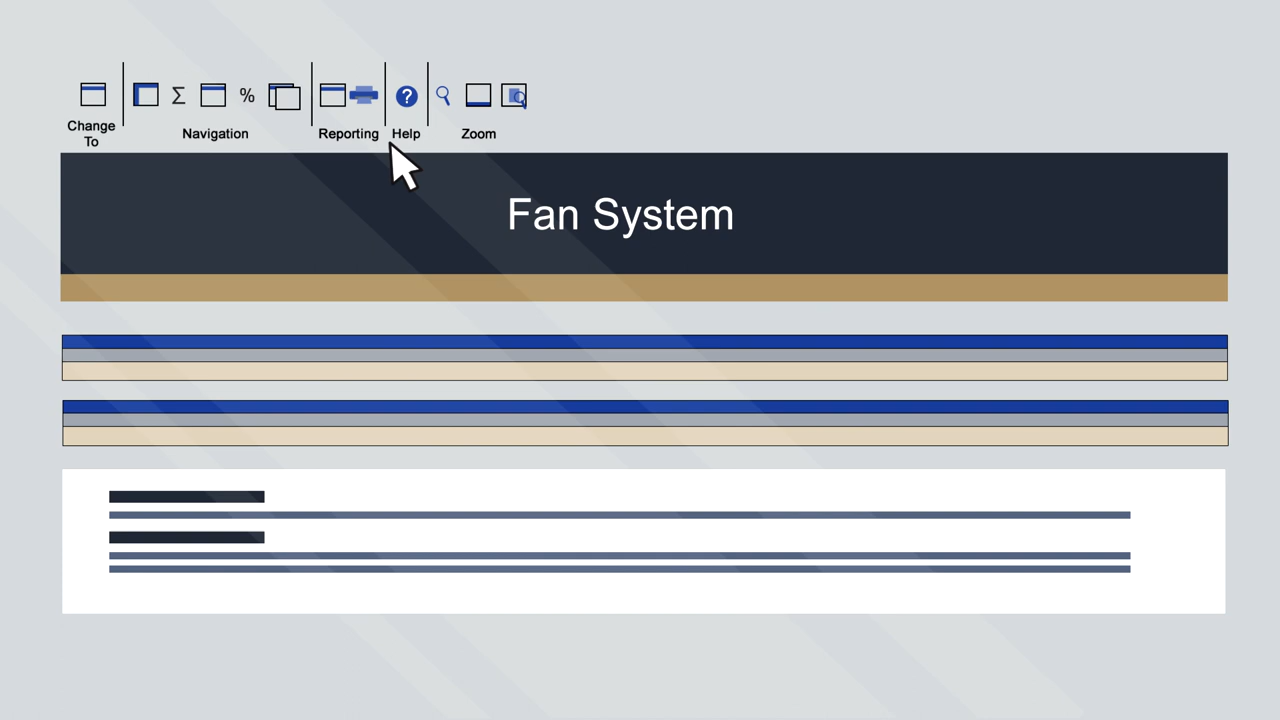 Σ
%
?
Change
To
Navigation
Reporting
Help
Zoom
Fan System